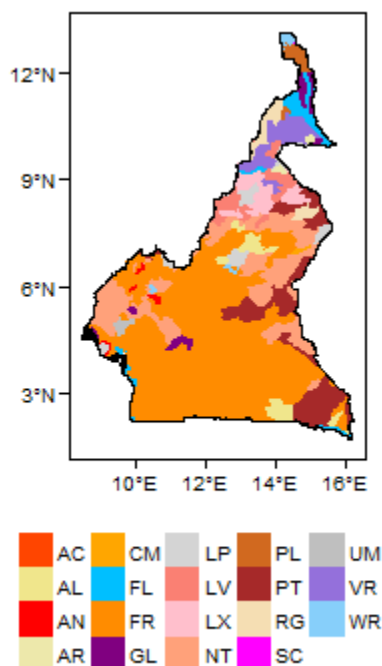 12°N
9°N
6°N
3°N
10°E 12°E 14°E 16°E
AC CM LP PL UM
AL FL LV PT VR
AN FR LX RG WR
AR GL NT SC